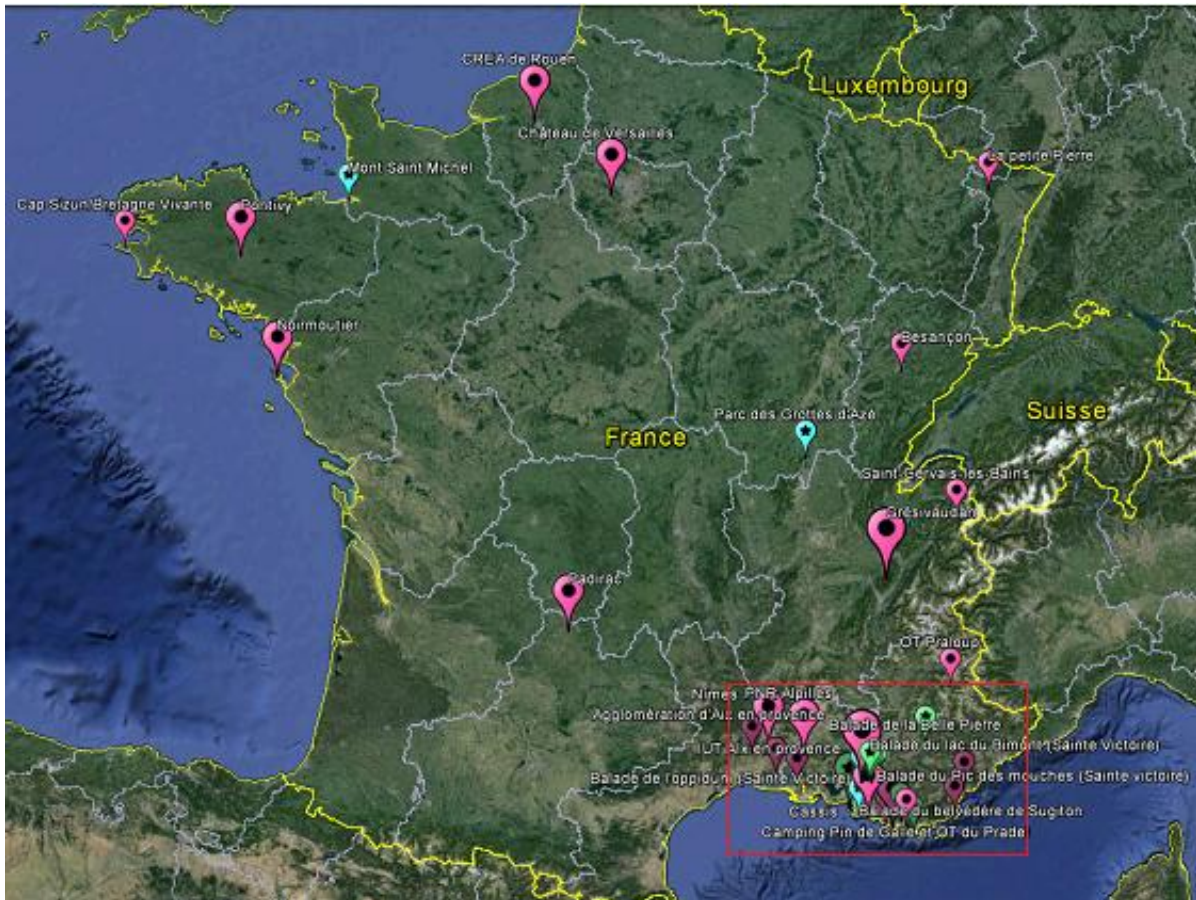 CREA de Rouen
Luxembourg
Château de Versailles
La petite Pierre
Mont Saint Michel
Cap Sizun/Bretagne Vivante
Pontivy
Noirmoutier
Besançon
Parc des Grottes d'Azé
Suisse
France
Saint-Gervais-les-Bains
Grésivaudan
Padirac
OT Praloup
Nîmes
PNR Alpilles
Agglomération d'Aix en provence
Balade de la Belle Pierre
IUT Aix en provence
Balade du lac du Bimont (Sainte Victoire)
Balade de l'oppidum (Sainte Victoire)
Balade du Pic des mouches (Sainte victoire)
Cassis
Balade du belvédère de Sugiton
Camping Pin de Galle et OT du Pradet